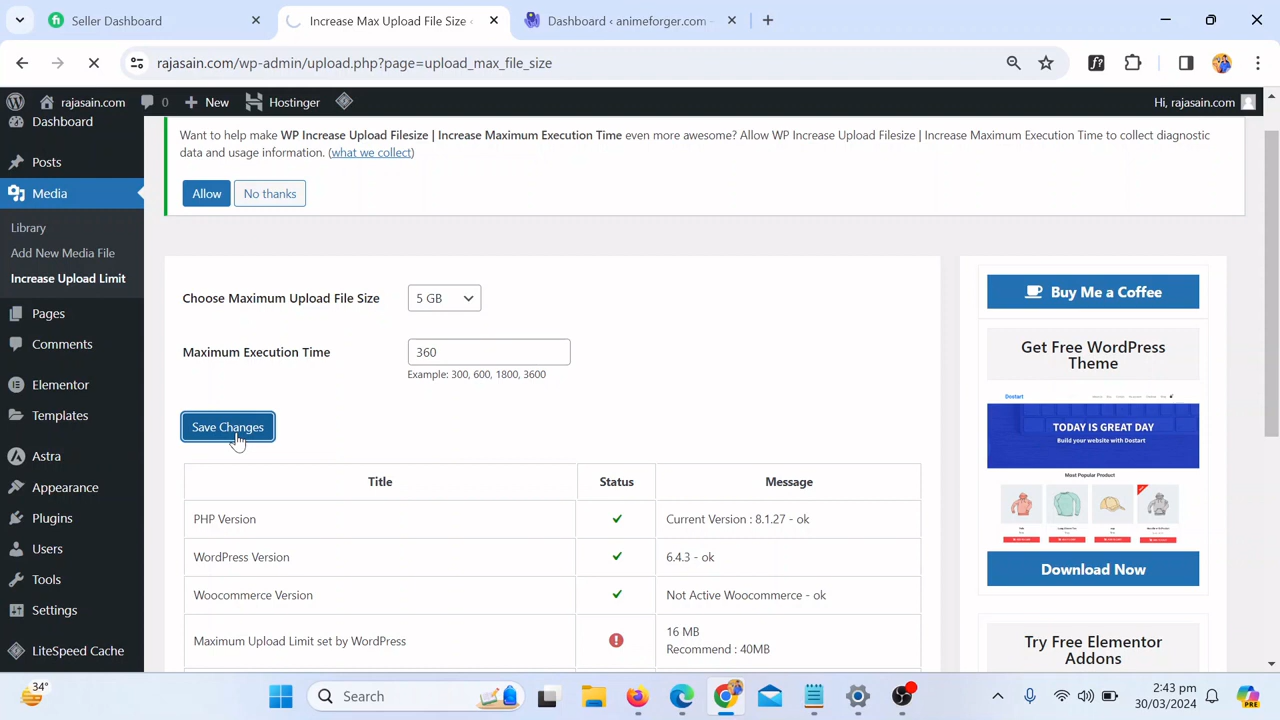 Seller Dashboard
Increase Max Upload File Size ‹
Dashboard ‹ animeforger.com -
rajasain.com/wp-admin/upload.php?page=upload_max_file_size
rajasain.com
0
New
Hostinger
Hi, rajasain.com
Dashboard
Posts
Media
Library
Add New Media File
Increase Upload Limit
Pages
Comments
Elementor
Templates
Astra
Appearance
Plugins
Users
Tools
Settings
LiteSpeed Cache
Want to help make WP Increase Upload Filesize | Increase Maximum Execution Time even more awesome? Allow WP Increase Upload Filesize | Increase Maximum Execution Time to collect diagnostic
data and usage information. (what we collect)
Allow
No thanks
Choose Maximum Upload File Size
5 GB
Maximum Execution Time
360
Example: 300, 600, 1800, 3600
Save Changes
Title Status Message
PHP Version Current Version : 8.1.27 - ok
WordPress Version 6.4.3 - ok
Woocommerce Version Not Active Woocommerce - ok
Maximum Upload Limit set by WordPress 16 MB
Recommend : 40MB
Buy Me a Coffee
Get Free WordPress
Theme
Dostart
TODAY IS GREAT DAY
Build your website with Dostart
Most Popular Product
Download Now
Try Free Elementor
Addons
34°
Search
2:43 pm
30/03/2024
PRE